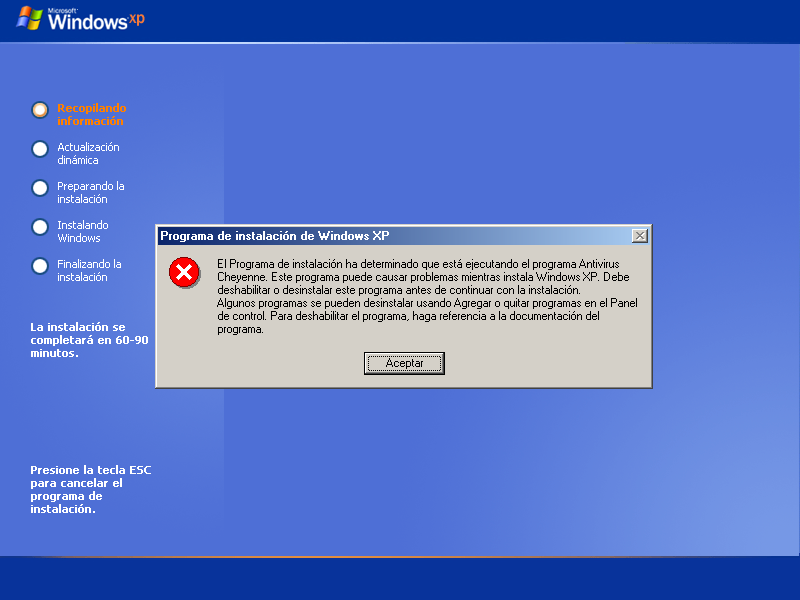 Microsoft
Windows xp
Recopilando
información
Actualización
dinámica
Preparando la
instalación
Instalando
Windows
Finalizando la
instalación
La instalación se
completará en 60-90
minutos.
Presione la tecla ESC
para cancelar el
programa de
instalación.
Programa de instalación de Windows XP
El Programa de instalación ha determinado que está ejecutando el programa Antivirus
Cheyenne. Este programa puede causar problemas mientras instala Windows XP. Debe
deshabilitar o desinstalar este programa antes de continuar con la instalación.
Algunos programas se pueden desinstalar usando Agregar o quitar programas en el Panel
de control. Para deshabilitar el programa, haga referencia a la documentación del
programa.
Aceptar